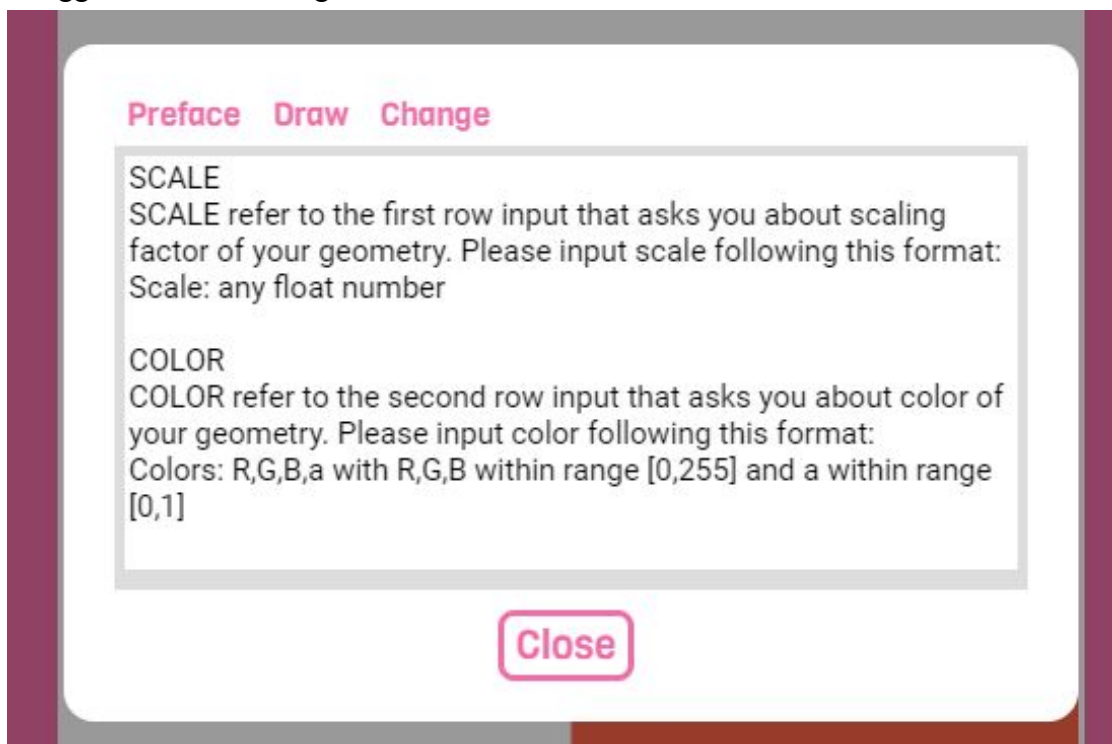 Preface Draw Change
SCALE
SCALE refer to the first row input that asks you about scaling
factor of your geometry. Please input scale following this format:
Scale: any float number
COLOR
COLOR refer to the second row input that asks you about color of
your geometry. Please input color following this format:
Colors: R,G,B,a with R,G,B within range [0,255] and a within range
[0,1]
Close